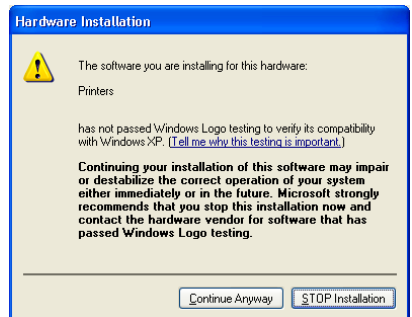 Hardware Installation
The software you are installing for this hardware:
Printers
has not passed Windows Logo testing to verify its compatibility
with Windows XP. (Tell me why this testing is important.)
Continuing your installation of this software may impair
or destabilize the correct operation of your system
either immediately or in the future. Microsoft strongly
recommends that you stop this installation now and
contact the hardware vendor for software that has
passed Windows Logo testing.
Continue Anyway STOP Installation